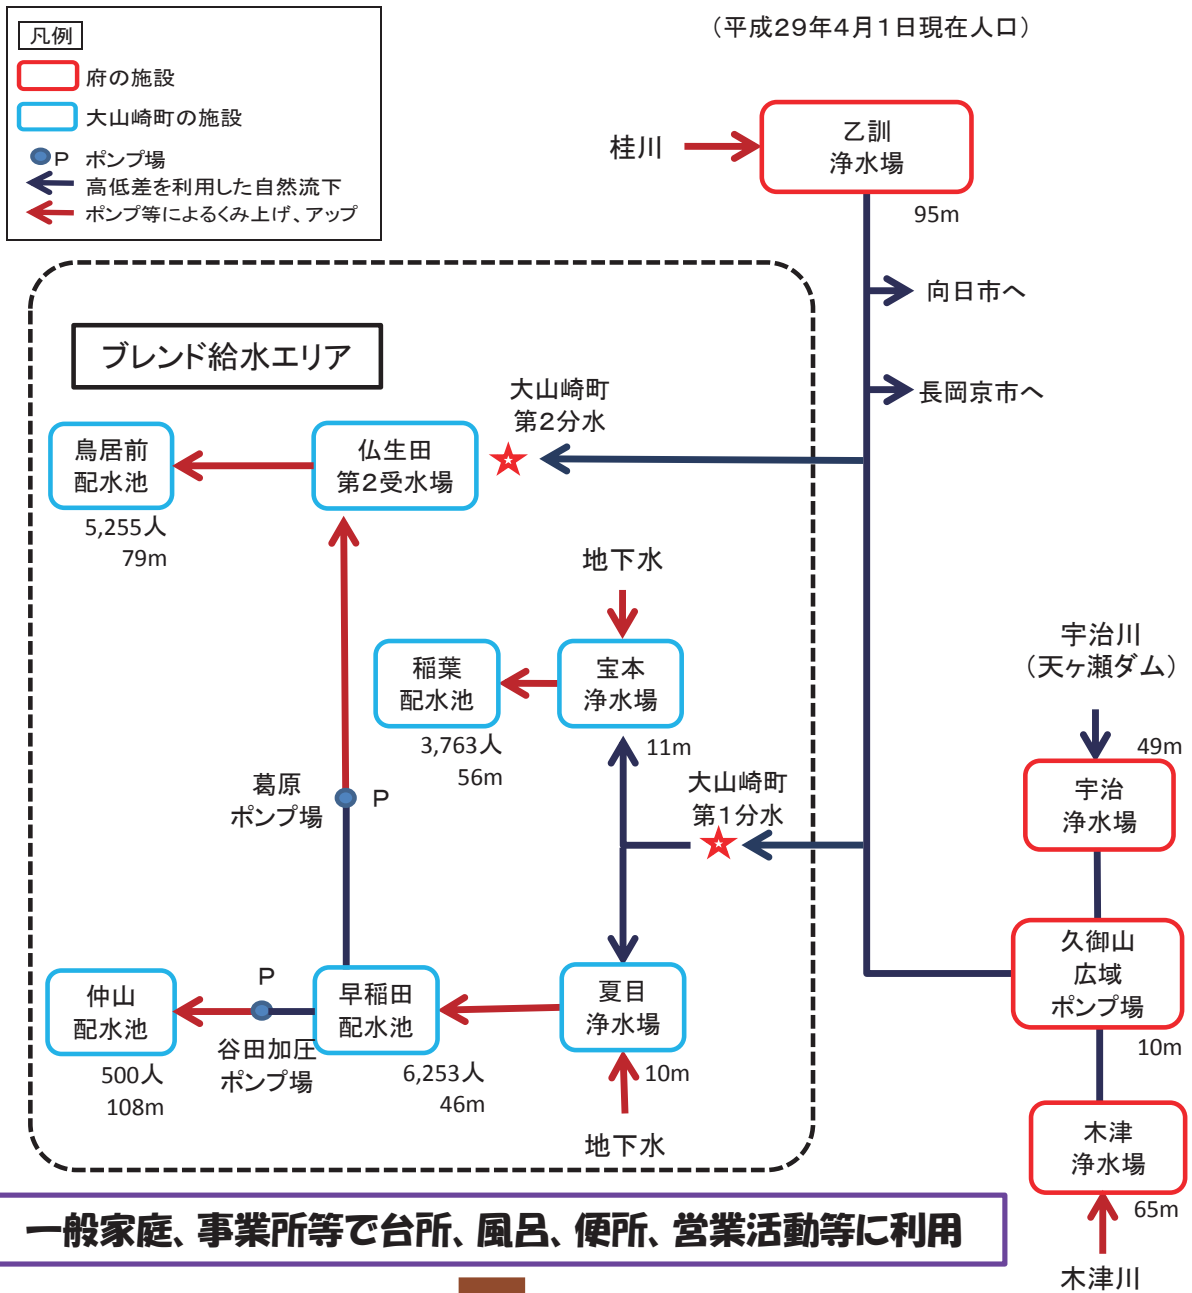 (平成29年4月1日現在人口)
凡例
府の施設
大山崎町の施設
P ポンプ場
高低差を利用した自然流下
ポンプ等によるくみ上げ、アップ
桂川
乙訓
浄水場
95m
向日市へ
長岡京市へ
ブレンド給水エリア
大山崎町
第2分水
鳥居前
配水池
5,255人
79m
仏生田
第2受水場
地下水
稲葉
配水池
3,763人
56m
宝本
浄水場
11m
宇治川
(天ヶ瀬ダム)
49m
宇治
浄水場
葛原
ポンプ場
P
大山崎町
第1分水
久御山
広域
ポンプ場
10m
仲山
配水池
500人
108m
P
谷田加圧
ポンプ場
早稲田
配水池
6,253人
46m
夏目
浄水場
10m
地下水
木津
浄水場
65m
木津川
一般家庭、事業所等で台所、風呂、便所、営業活動等に利用